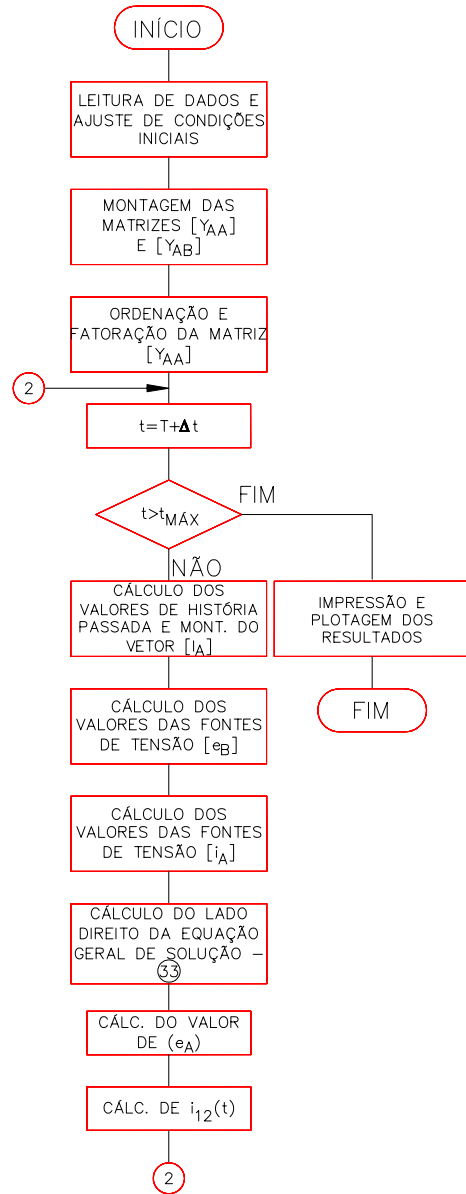 INÍCIO
LEITURA DE DADOS E
AJUSTE DE CONDIÇÕES
INICIAIS
MONTAGEM DAS
MATRIZES [YAA]
E [YAB]
ORDENAÇÃO E
FATORAÇÃO DA MATRIZ
[YAA]
2
t=T+Δt
t>tMÁX
FIM
NÃO
CÁLCULO DOS
VALORES DE HISTÓRIA
PASSADA E MONT. DO
VETOR [IA]
IMPRESSÃO E
PLOTAGEM DOS
RESULTADOS
FIM
CÁLCULO DOS
VALORES DAS FONTES
DE TENSÃO [eB]
CÁLCULO DOS
VALORES DAS FONTES
DE TENSÃO [iA]
CÁLCULO DO LADO
DIREITO DA EQUAÇÃO
GERAL DE SOLUÇÃO –
33
CÁLC. DO VALOR
DE (eA)
CÁLC. DE i12(t)
2